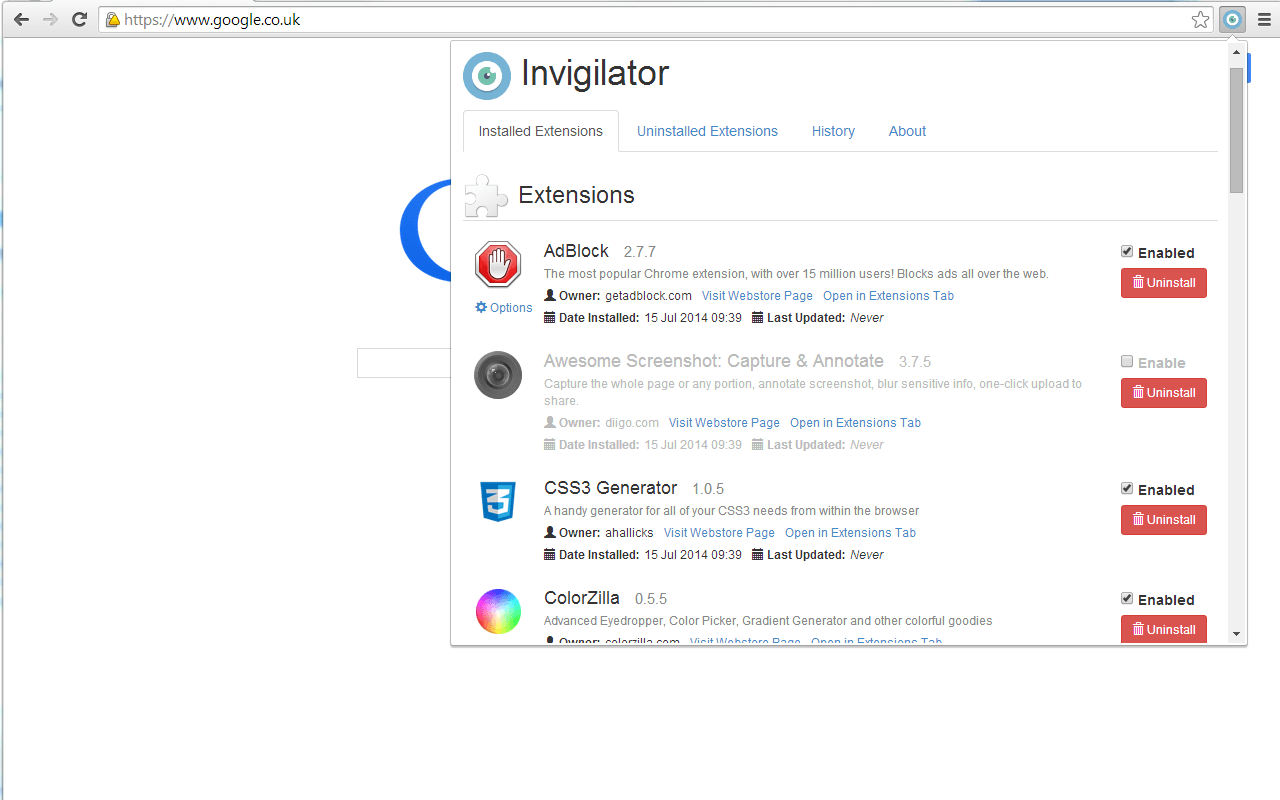 https://www.google.co.uk
Invigilator
Installed Extensions Uninstalled Extensions History About
Extensions
AdBlock 2.7.7
Enabled
The most popular Chrome extension, with over 15 million users! Blocks ads all over the web.
Uninstall
Owner: getadblock.com Visit Webstore Page Open in Extensions Tab
Options
Date Installed: 15 Jul 2014 09:39 Last Updated: Never
Awesome Screenshot: Capture & Annotate 3.7.5
Enable
Capture the whole page or any portion, annotate screenshot, blur sensitive info, one-click upload to
share.
Uninstall
Owner: diigo.com Visit Webstore Page Open in Extensions Tab
Date Installed: 15 Jul 2014 09:39 Last Updated: Never
CSS3 Generator 1.0.5
Enabled
A handy generator for all of your CSS3 needs from within the browser
Uninstall
Owner: ahallicks Visit Webstore Page Open in Extensions Tab
Date Installed: 15 Jul 2014 09:39 Last Updated: Never
ColorZilla 0.5.5
Enabled
Advanced Eyedropper, Color Picker, Gradient Generator and other colorful goodies
Uninstall
Owner: colorzilla.com Visit Webstore Page Open in Extensions Tab